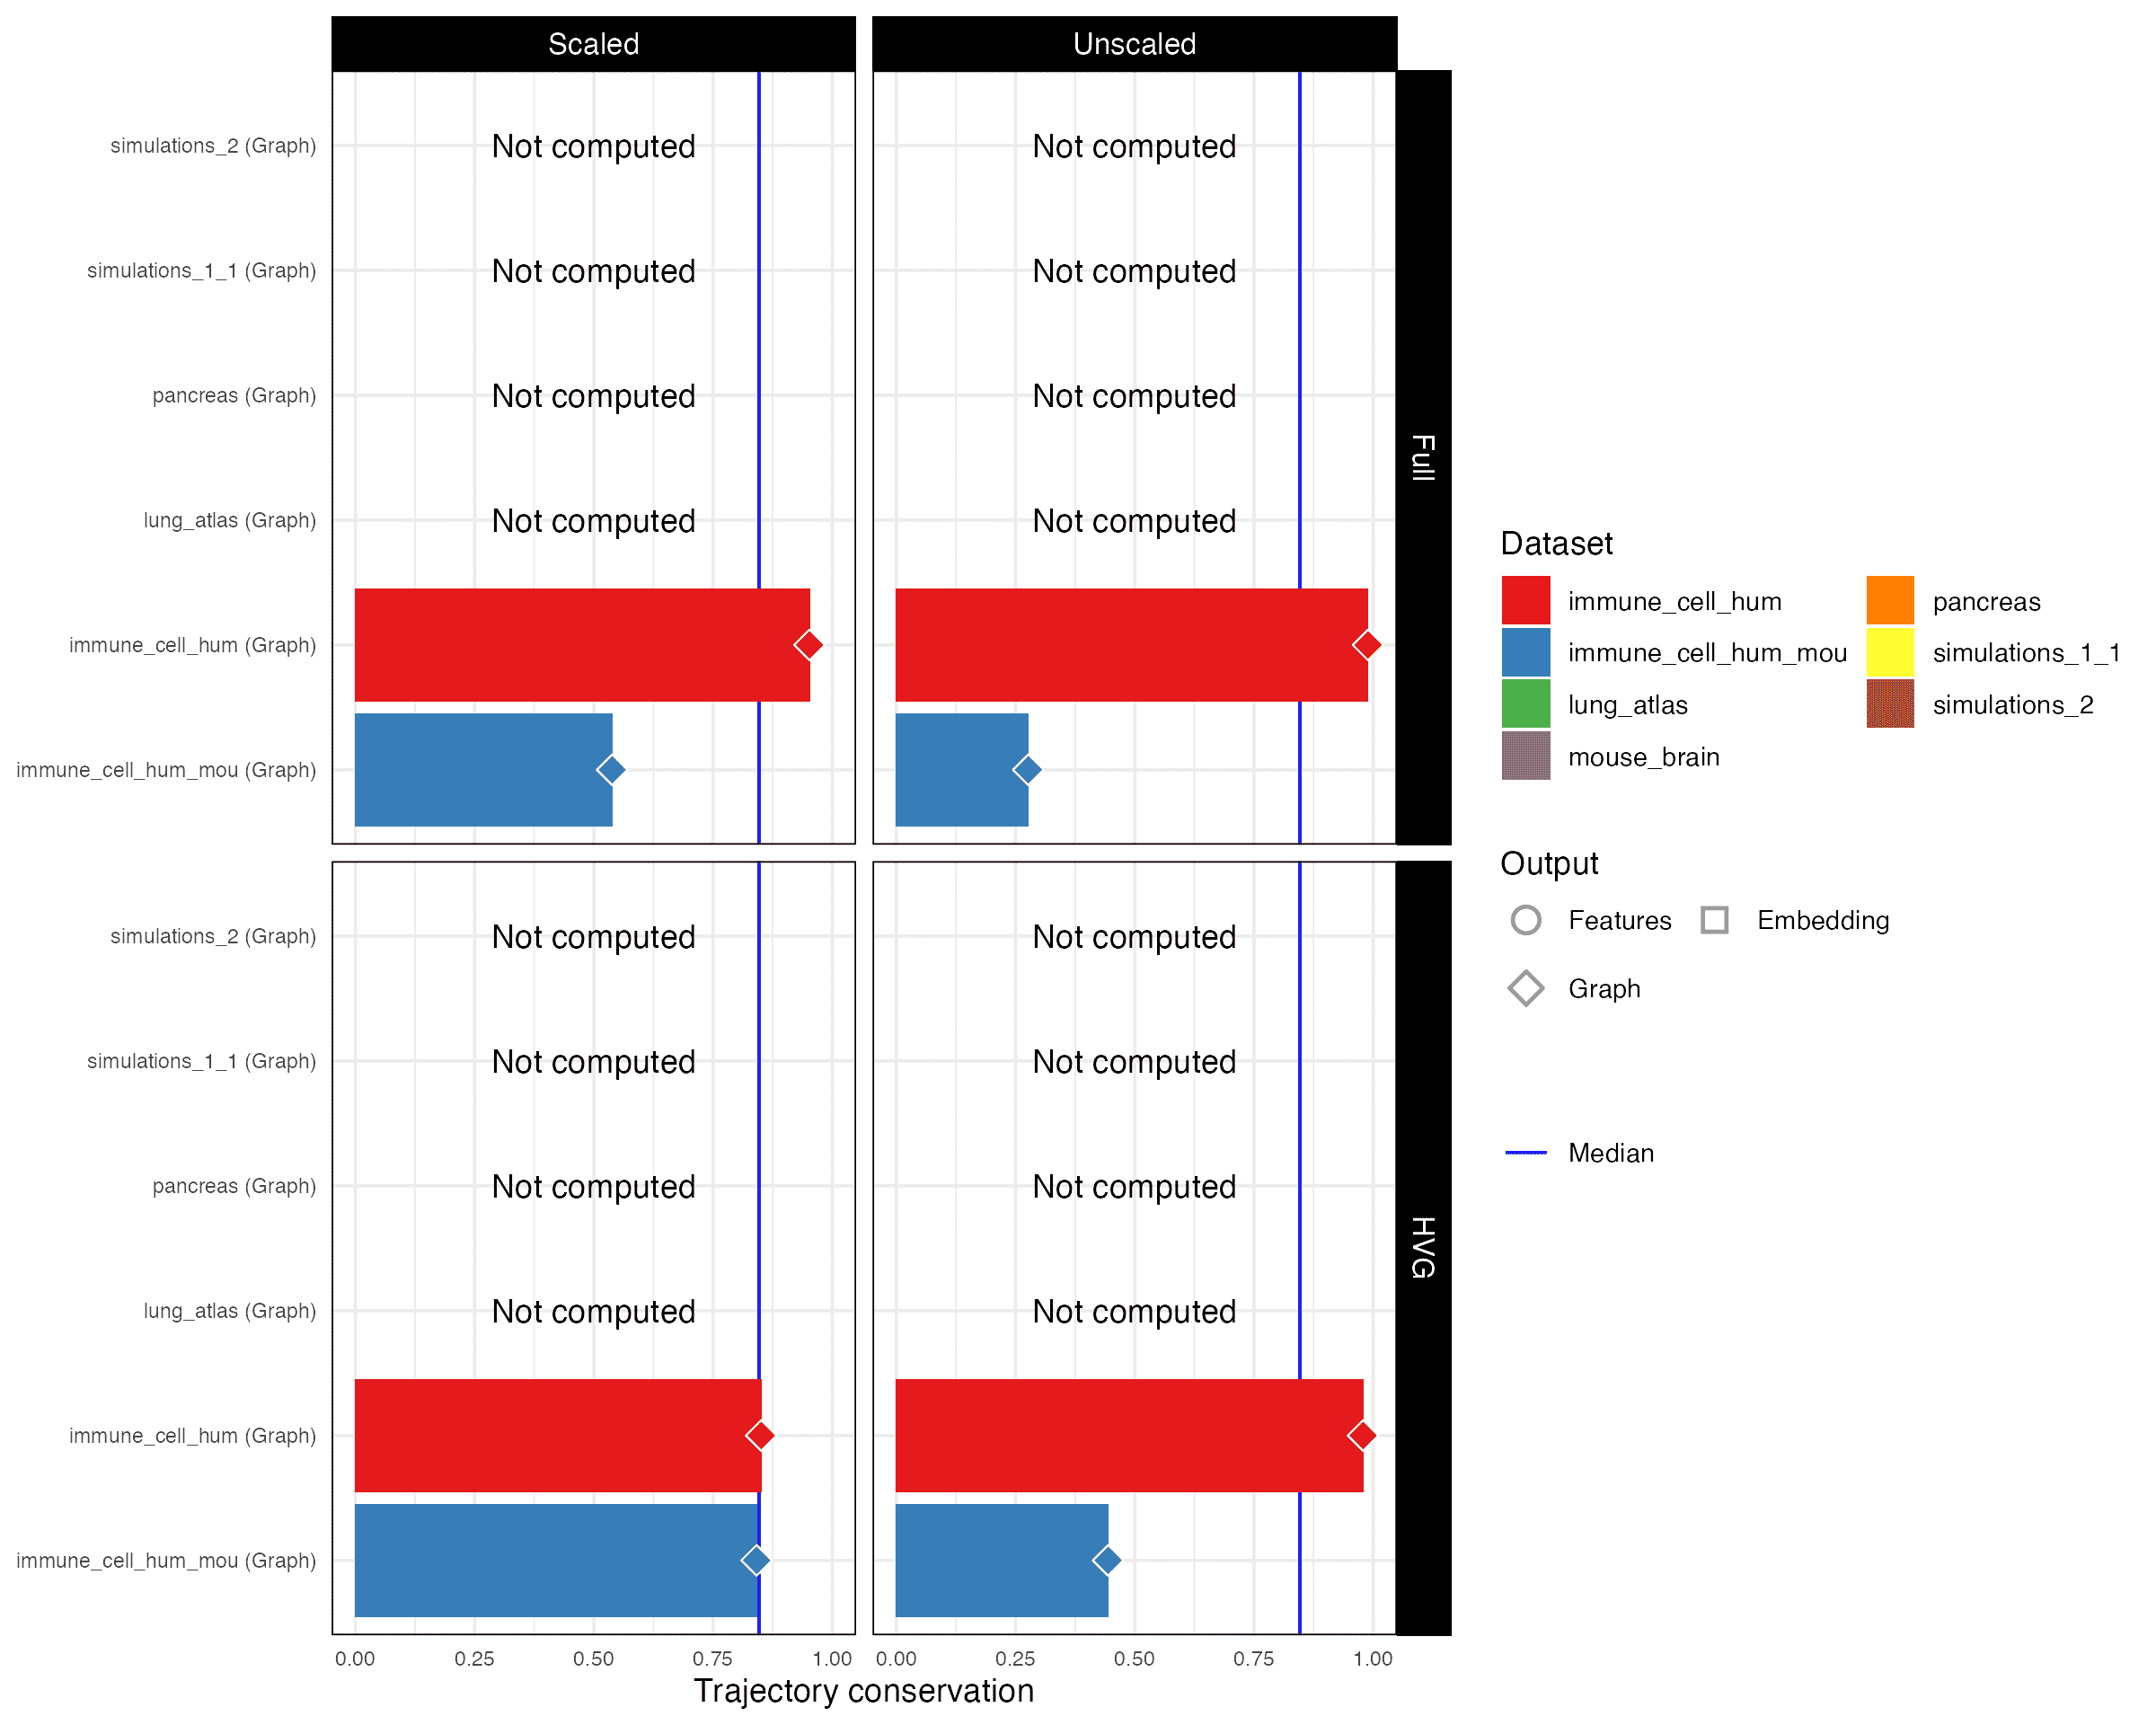 Scaled
Unscaled
simulations_2 (Graph)
Not computed
Not computed
simulations_1_1 (Graph)
Not computed
Not computed
pancreas (Graph)
Not computed
Not computed
lung_atlas (Graph)
Not computed
Not computed
immune_cell_hum (Graph)
immune_cell_hum_mou (Graph)
Full
simulations_2 (Graph)
Not computed
Not computed
simulations_1_1 (Graph)
Not computed
Not computed
pancreas (Graph)
Not computed
Not computed
lung_atlas (Graph)
Not computed
Not computed
immune_cell_hum (Graph)
immune_cell_hum_mou (Graph)
HVG
0.00 0.25 0.50 0.75 1.00
0.00 0.25 0.50 0.75 1.00
Trajectory conservation
Dataset
immune_cell_hum
immune_cell_hum_mou
lung_atlas
mouse_brain
pancreas
simulations_1_1
simulations_2
Output
Features
Embedding
Graph
Median